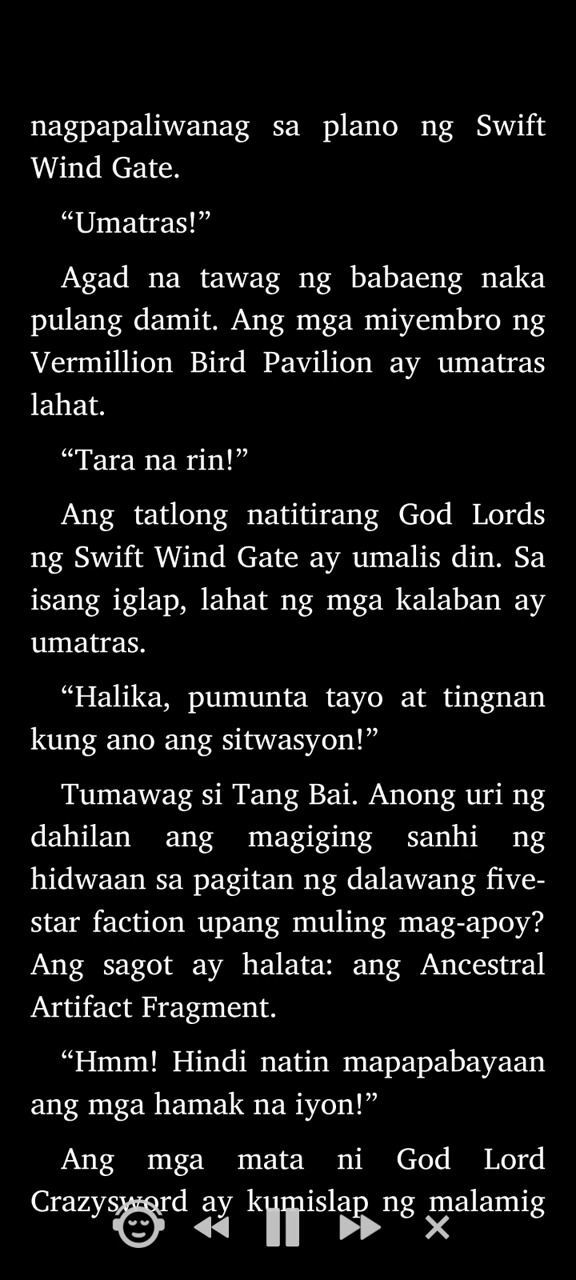 nagpapaliwanag sa plano ng Swift
Wind Gate.
“Umatras!”
Agad na tawag ng babaeng naka
pulang damit. Ang mga miyembro ng
Vermillion Bird Pavilion ay umatras
lahat.
“Tara na rin!”
Ang tatlong natitirang God Lords
ng Swift Wind Gate ay umalis din. Sa
isang iglap, lahat ng mga kalaban ay
umatras.
“Halika, pumunta tayo at tingnan
kung ano ang sitwasyon!”
Tumawag si Tang Bai. Anong uri ng
dahilan ang magiging sanhi ng
hidwaan sa pagitan ng dalawang five-
star faction upang muling mag-apoy?
Ang sagot ay halata: ang Ancestral
Artifact Fragment.
“Hmm! Hindi natin mapapabayaan
ang mga hamak na iyon!”
Ang mga mata ni God Lord
Crazysword ay kumislap ng malamig